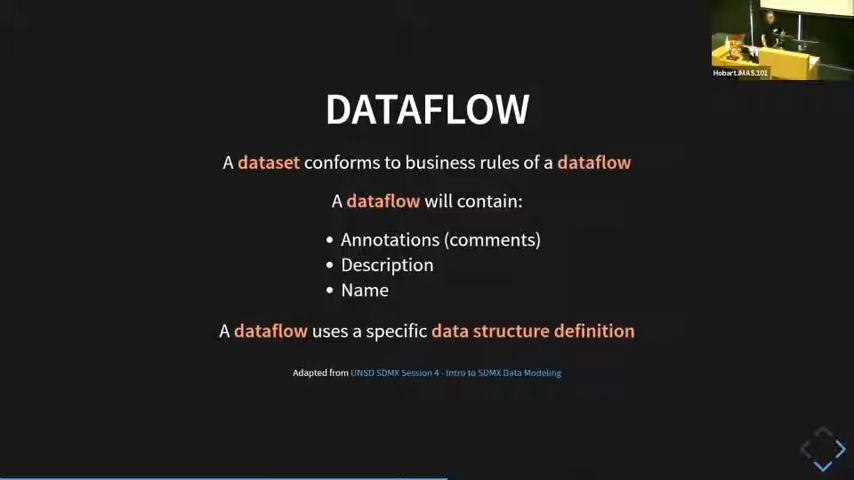 Hobart.IMAS.101
DATAFLOW
A dataset conforms to business rules of a dataflow
A dataflow will contain:
• Annotations (comments)
• Description
• Name
A dataflow uses a specific data structure definition
Adapted from UNSD SDMX Session 4 - Intro to SDMX Data Modeling